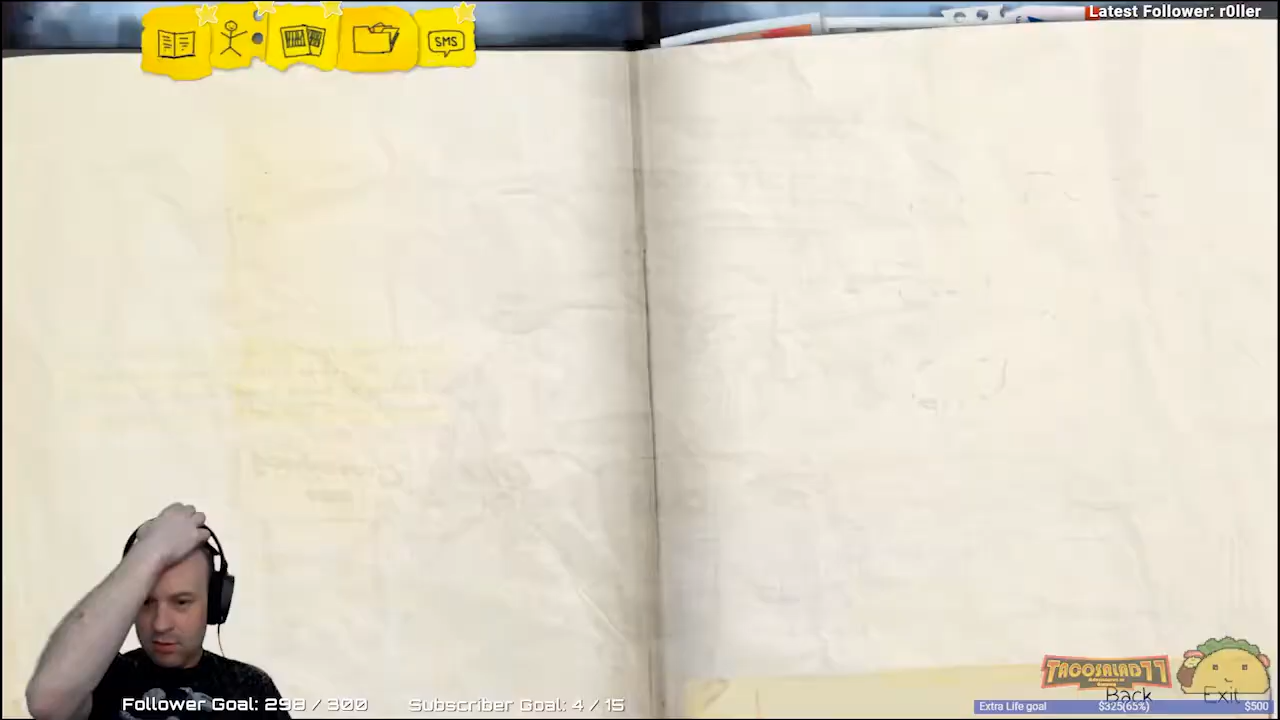 Latest Follower: r0ller
SMS
TACOSALAD77
Back
Exit
Follower Goal: 298 / 300
Subscriber Goal: 4 / 15
Extra Life goal
$325(65%)
$500